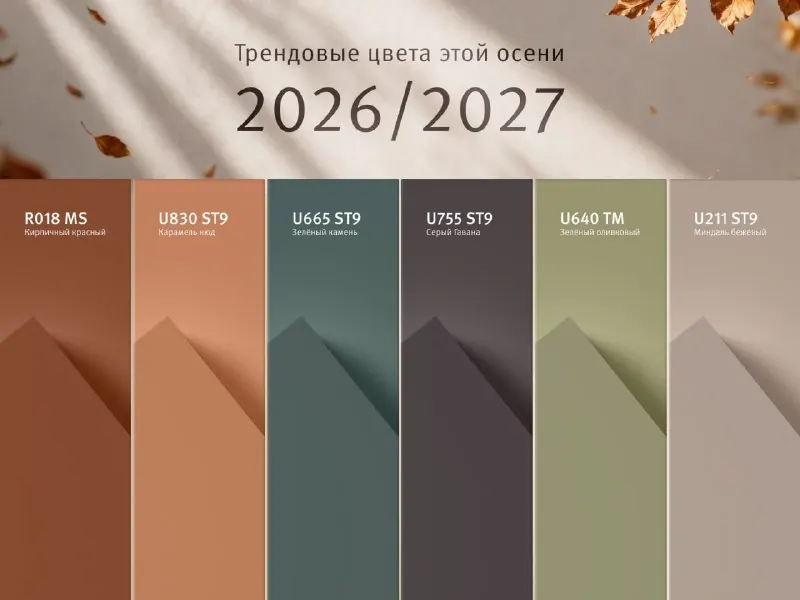 Трендовые цвета этой осени
2026/2027
R018 MS
Кирпичный красный
U830 ST9
Карамель нюд
U665 ST9
Зелёный камень
U755 ST9
Серый Гавана
U640 TM
Зелёный оливковый
U211 ST9
Миндаль бежевый